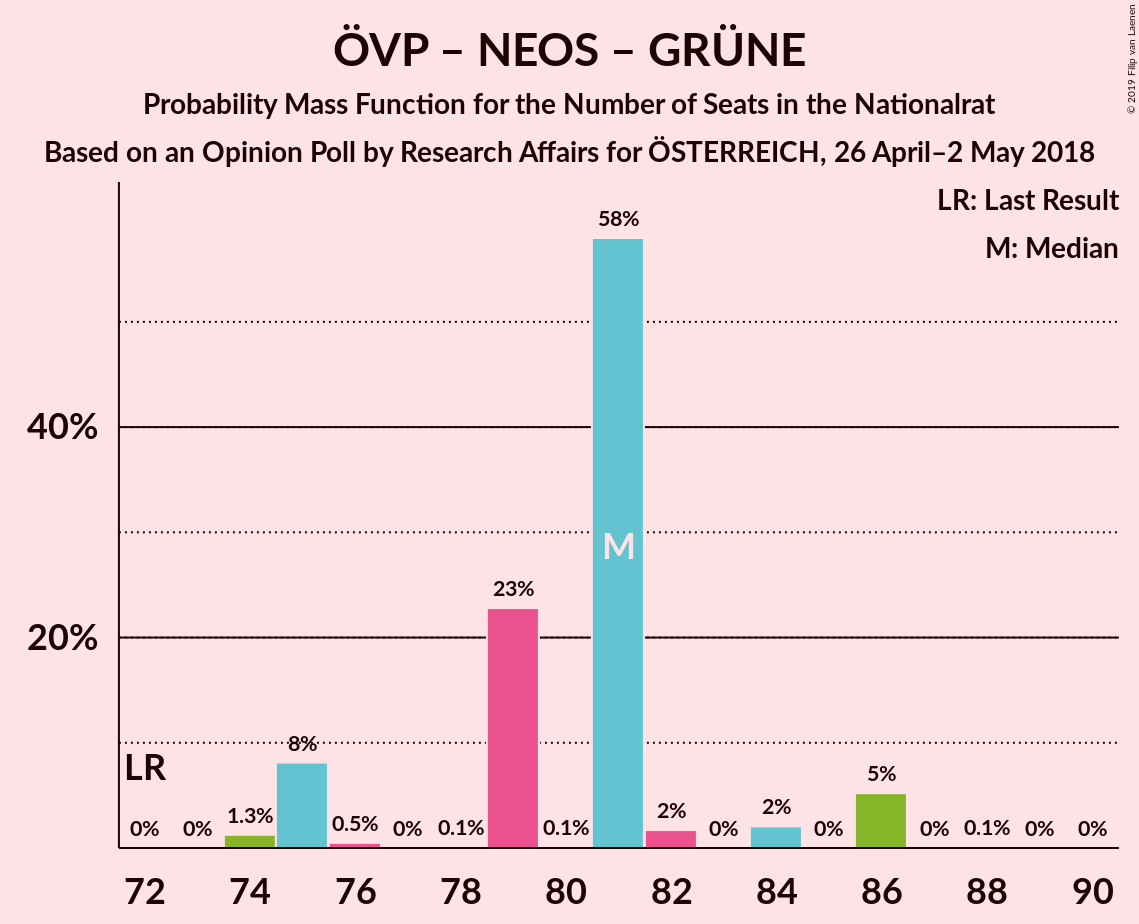 ÖVP – NEOS – GRÜNE
Probability Mass Function for the Number of Seats in the Nationalrat
Based on an Opinion Poll by Research Affairs for ÖSTERREICH, 26 April–2 May 2018
© 2019 Filip van Laenen
LR: Last Result
M: Median
58%
40%
M
23%
20%
8%
LR
5%
0% 0% 1.3% 0.5% 0% 0.1% 0.1% 2% 0% 2% 0% 0% 0.1% 0% 0%
72 74 76 78 80 82 84 86 88 90